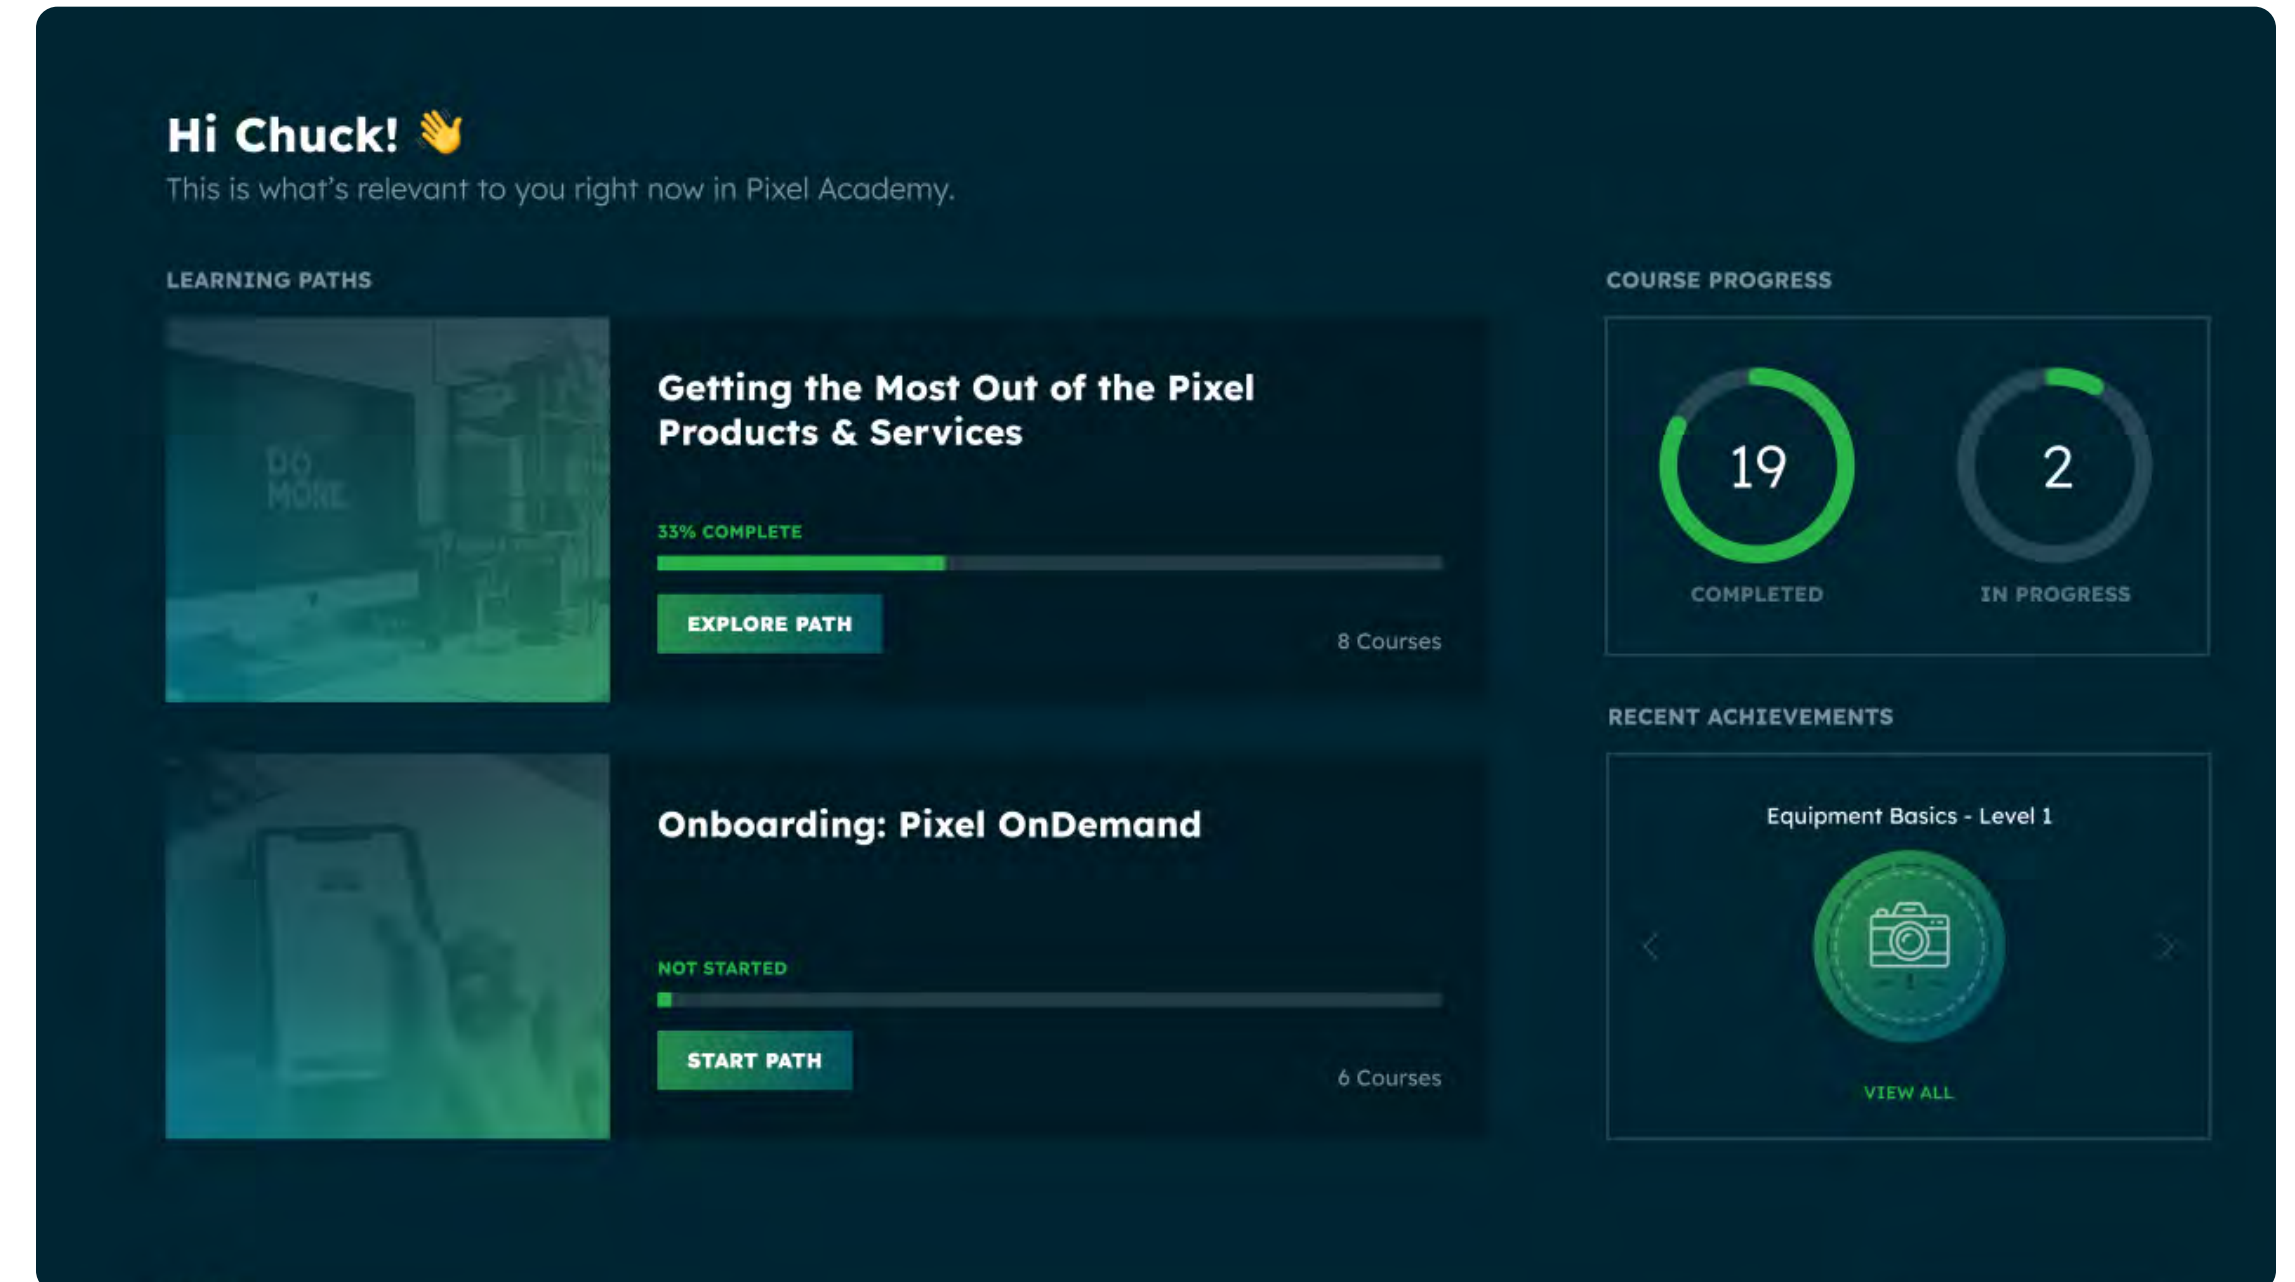 Hi Chuck! 👋
This is what's relevant to you right now in Pixel Academy.
LEARNING PATHS
DO
MORE
Getting the Most Out of the Pixel
Products & Services
33% COMPLETE
EXPLORE PATH
8 Courses
Onboarding: Pixel OnDemand
NOT STARTED
START PATH
6 Courses
COURSE PROGRESS
19
2
COMPLETED
IN PROGRESS
RECENT ACHIEVEMENTS
Equipment Basics - Level 1
VIEW ALL